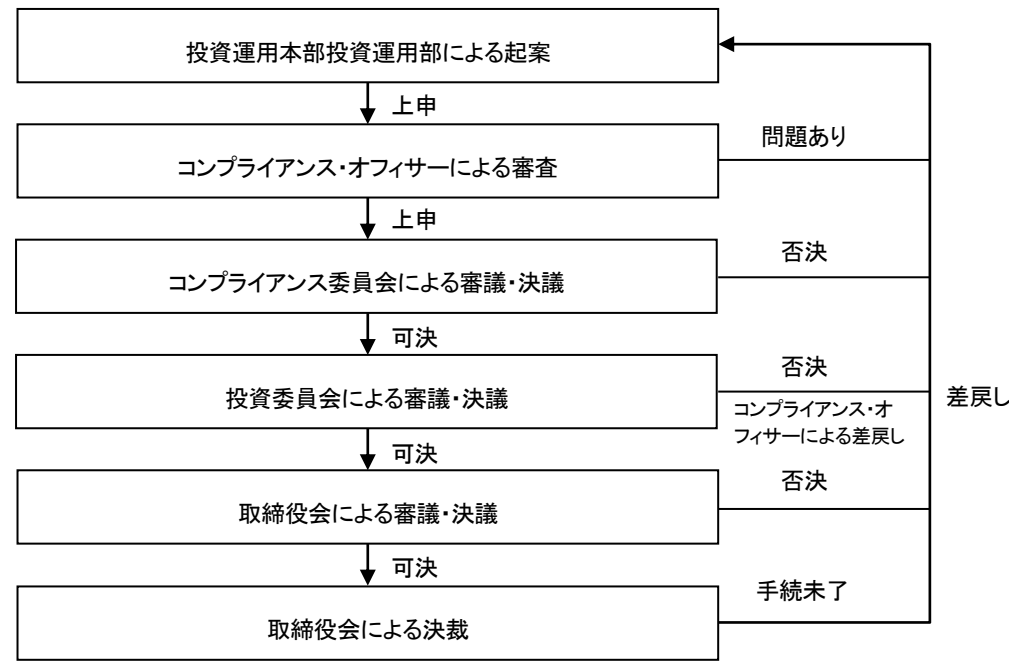 投資運用本部投資運用部による起案
上申
問題あり
コンプライアンス・オフィサーによる審査
上申
否決
コンプライアンス委員会による審議・決議
可決
否決
投資委員会による審議・決議
差戻し
コンプライアンス・オ
フィサーによる差戻し
可決
否決
取締役会による審議・決議
可決
手続未了
取締役会による決裁